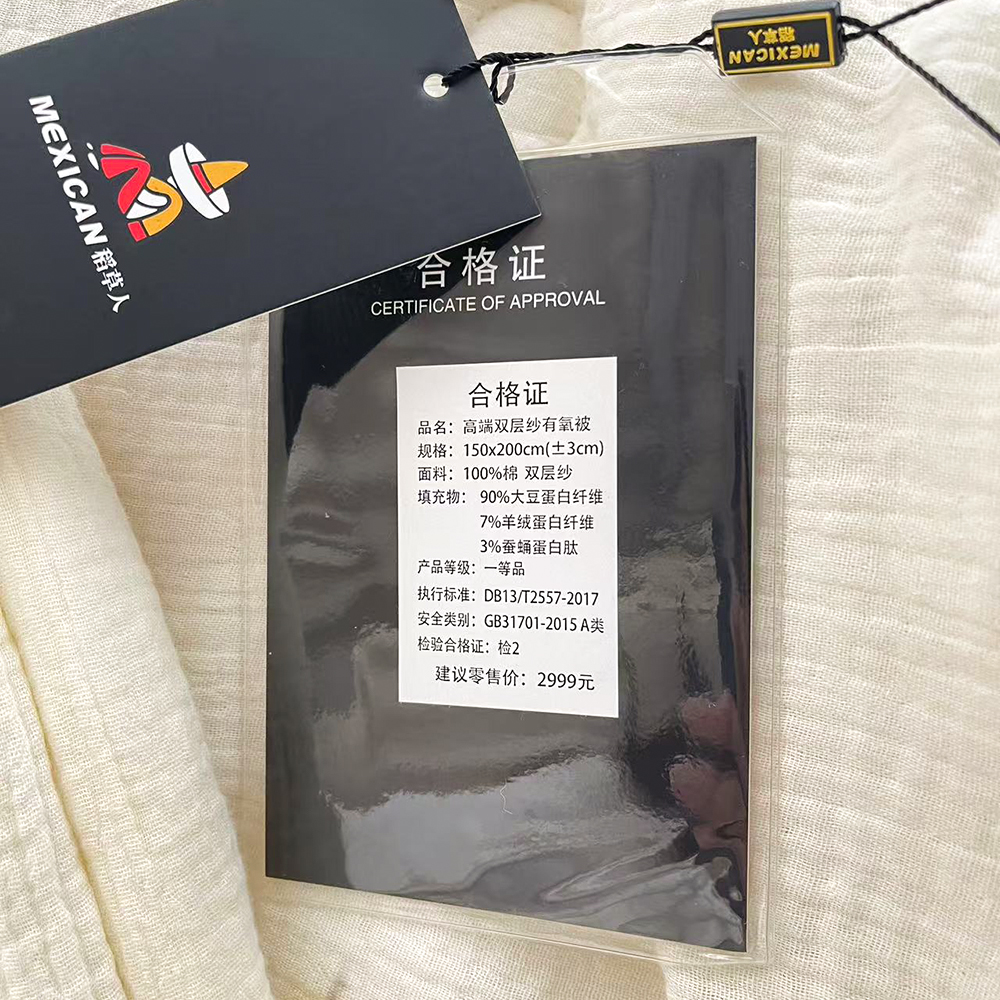 MEXICAN
稻草人
MEXICAN 稻草人
合格证
CERTIFICATE OF APPROVAL
合格证
品名：高端双层纱有氧被
规格：150x200cm(±3cm)
面料：100%棉 双层纱
填充物： 90%大豆蛋白纤维
7%羊绒蛋白纤维
3%蚕蛹蛋白肽
产品等级：一等品
执行标准：DB13/T2557-2017
安全类别：GB31701-2015 A类
检验合格证：检2
建议零售价：2999元